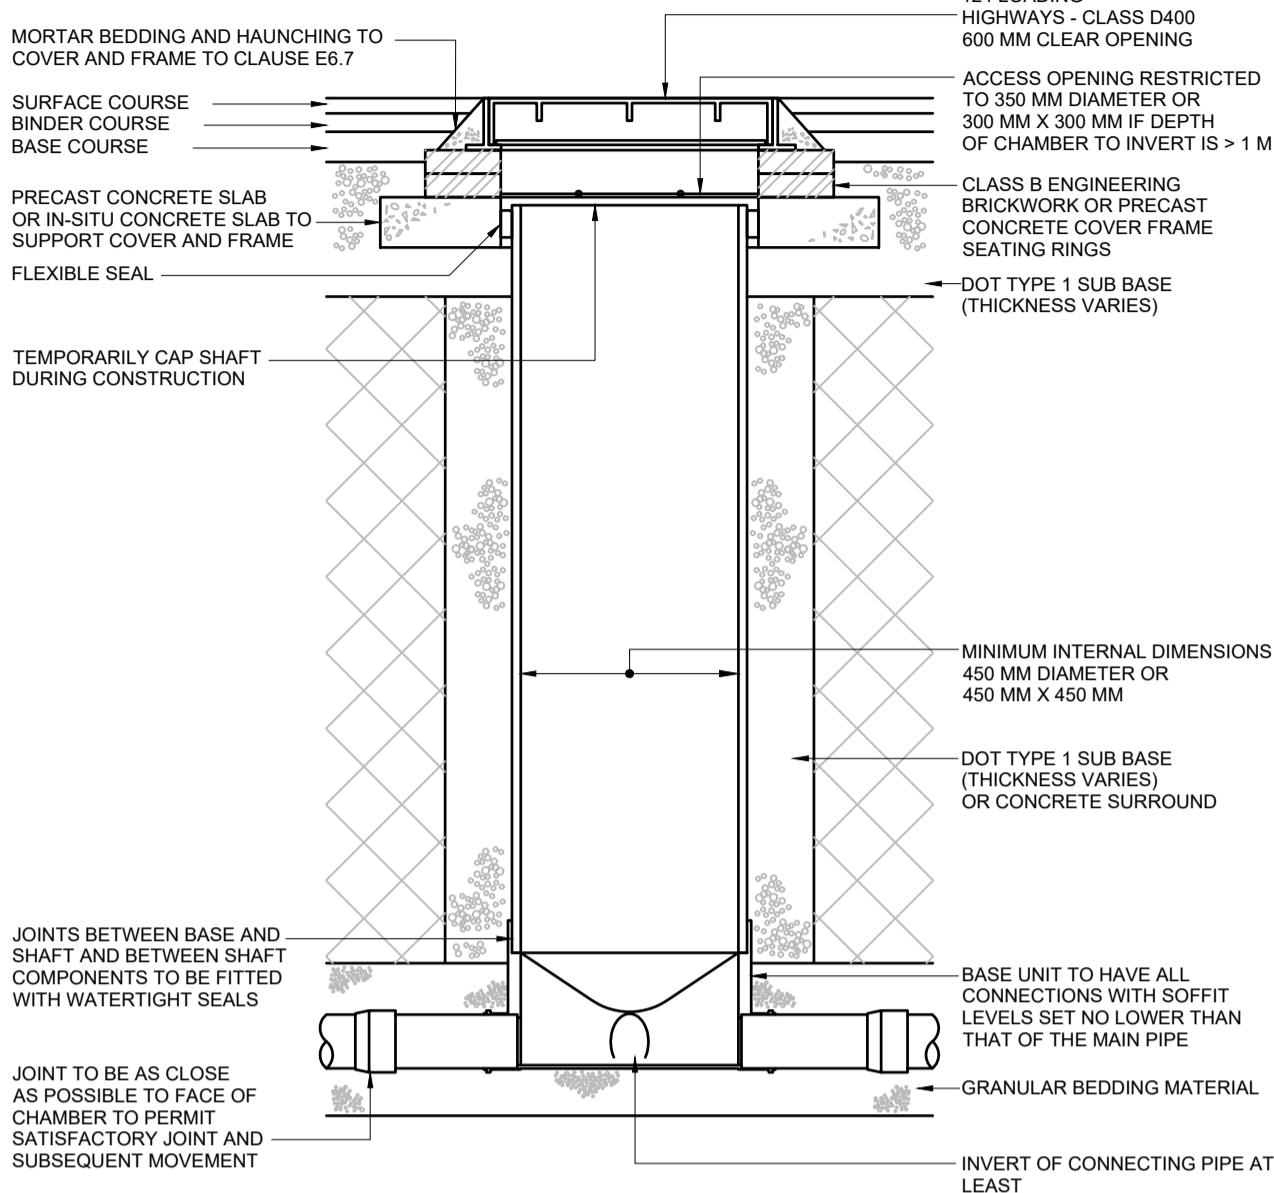 MORTAR BEDDING AND HAUNCHING TO
COVER AND FRAME TO CLAUSE E6.7
SURFACE COURSE
BINDER COURSE
BASE COURSE
PRECAST CONCRETE SLAB
OR IN-SITU CONCRETE SLAB TO
SUPPORT COVER AND FRAME
FLEXIBLE SEAL
TEMPORARILY CAP SHAFT
DURING CONSTRUCTION
JOINTS BETWEEN BASE AND
SHAFT AND BETWEEN SHAFT
COMPONENTS TO BE FITTED
WITH WATERTIGHT SEALS
JOINT TO BE AS CLOSE
AS POSSIBLE TO FACE OF
CHAMBER TO PERMIT
SATISFACTORY JOINT AND
SUBSEQUENT MOVEMENT
HIGHWAYS - CLASS D400
600 MM CLEAR OPENING
ACCESS OPENING RESTRICTED
TO 350 MM DIAMETER OR
300 MM X 300 MM IF DEPTH
OF CHAMBER TO INVERT IS > 1 M
CLASS B ENGINEERING
BRICKWORK OR PRECAST
CONCRETE COVER FRAME
SEATING RINGS
DOT TYPE 1 SUB BASE
(THICKNESS VARIES)
MINIMUM INTERNAL DIMENSIONS
450 MM DIAMETER OR
450 MM X 450 MM
DOT TYPE 1 SUB BASE
(THICKNESS VARIES)
OR CONCRETE SURROUND
BASE UNIT TO HAVE ALL
CONNECTIONS WITH SOFFIT
LEVELS SET NO LOWER THAN
THAT OF THE MAIN PIPE
GRANULAR BEDDING MATERIAL
INVERT OF CONNECTING PIPE AT
LEAST